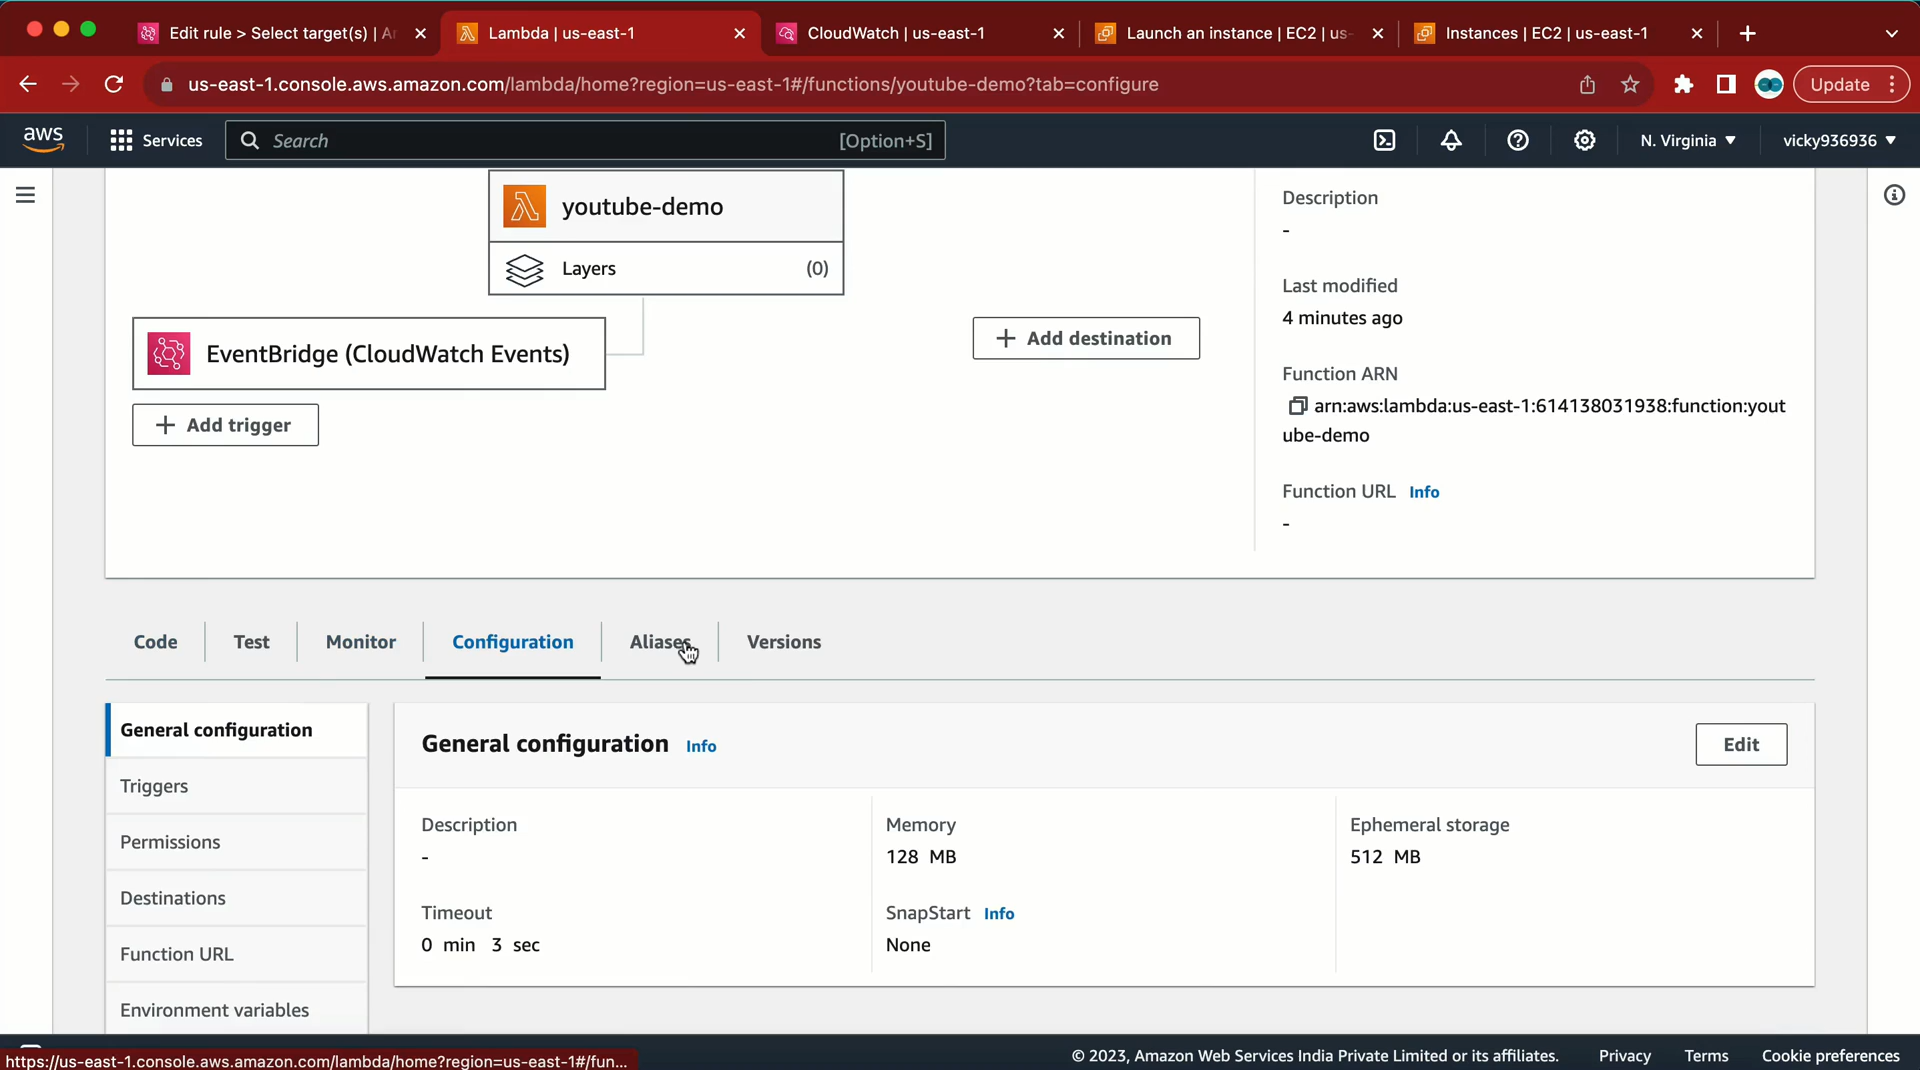 Edit rule > Select target(s) | A
Lambda | us-east-1
CloudWatch | us-east-1
Launch an instance | EC2 | us-
Instances | EC2 | us-east-1
us-east-1.console.aws.amazon.com/lambda/home?region=us-east-1#/functions/youtube-demo?tab=configure
Update
aws
Services
Search
[Option+S]
N. Virginia
vicky936936
youtube-demo
Layers
(0)
EventBridge (CloudWatch Events)
Add trigger
Add destination
Description
-
Last modified
4 minutes ago
Function ARN
arn:aws:lambda:us-east-1:614138031938:function:yout
ube-demo
Function URL Info
-
Code
Test
Monitor
Configuration
Aliases
Versions
General configuration
Triggers
Permissions
Destinations
Function URL
Environment variables
General configuration Info
Edit
Description
-
Memory
128 MB
Ephemeral storage
512 MB
Timeout
0 min 3 sec
SnapStart Info
None
https://us-east-1.console.aws.amazon.com/lambda/home?region=us-east-1#/fun...
© 2023, Amazon Web Services India Private Limited or its affiliates.
Privacy
Terms
Cookie preferences